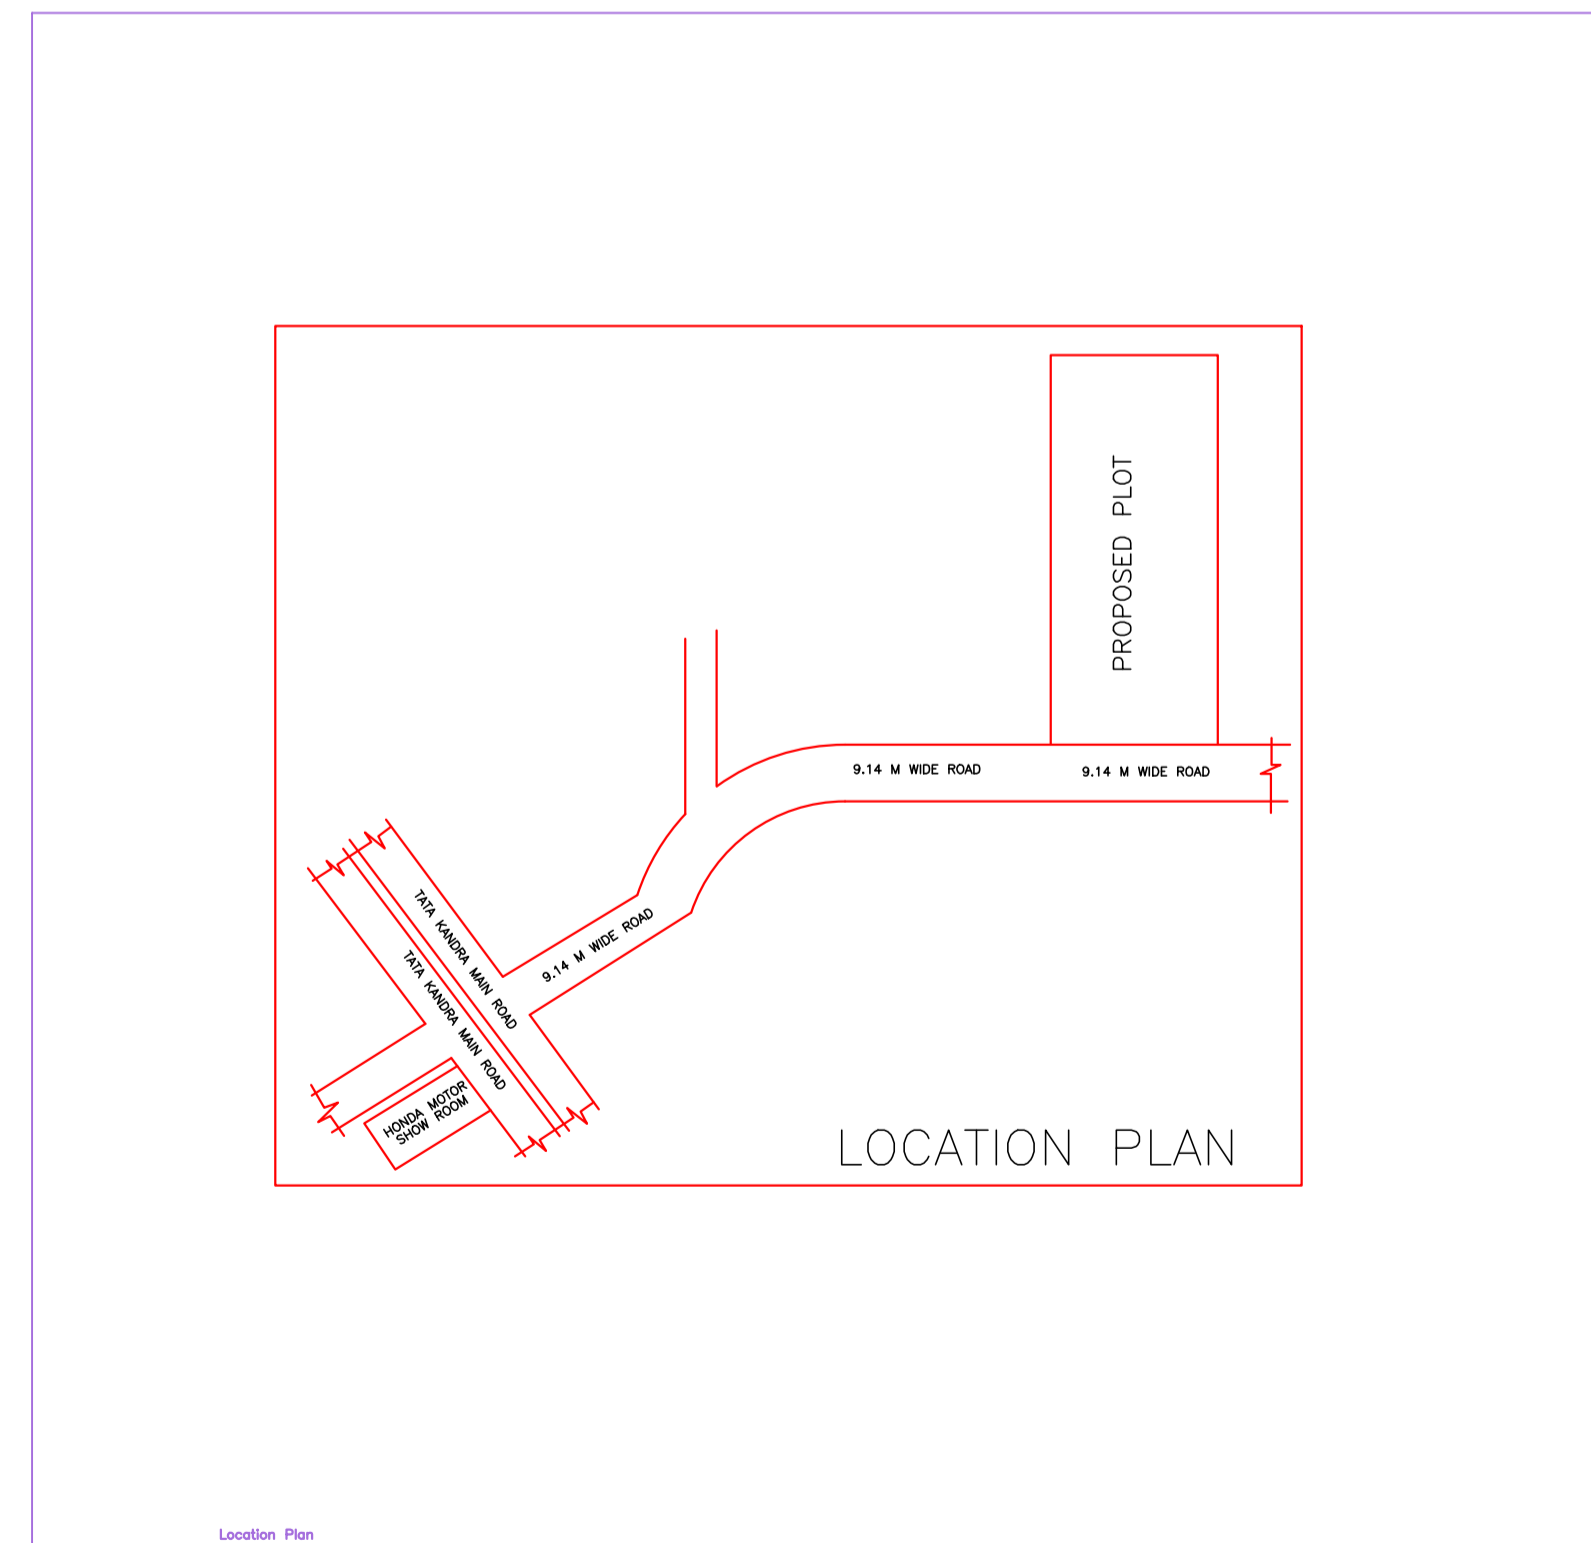 PROPOSED PLOT
9.14 M WIDE ROAD
9.14 M WIDE ROAD
TATA KANDRA MAIN ROAD
9.14 M WIDE ROAD
TATA KANDRA MAIN ROAD
HONDA MOTOR
SHOW ROOM
LOCATION PLAN
Location Plan